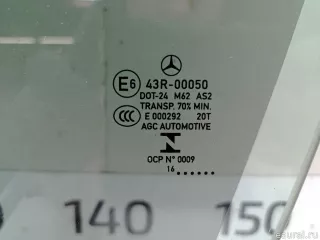 E6 43R-00050
DOT-24 M62 AS2
TRANSP. 70% MIN.
CCC E 000292 20T
AGC AUTOMOTIVE
N
OCP N° 0009
16 ......
140 150